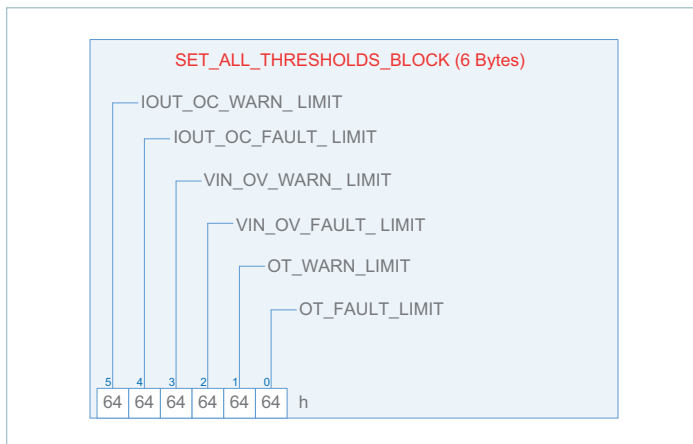 SET_ALL_THRESHOLDS_BLOCK (6 Bytes)
IOUT_OC_WARN_ LIMIT
IOUT_OC_FAULT_ LIMIT
VIN_OV_WARN_ LIMIT
VIN_OV_FAULT_ LIMIT
OT_WARN_LIMIT
OT_FAULT_LIMIT
5 4 3 2 1 0
64 64 64 64 64 64 h